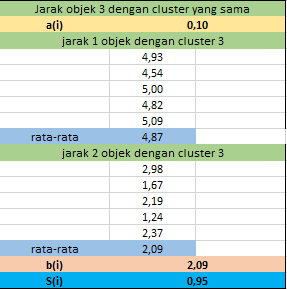 Jarak objek 3 dengan cluster yang sama
a(i) 0,10
jarak 1 objek dengan cluster 3
4,93
4,54
5,00
4,82
5,09
rata-rata 4,87
jarak 2 objek dengan cluster 3
2,98
1,67
2,19
1,24
2,37
rata-rata 2,09
b(i) 2,09
S(i) 0,95